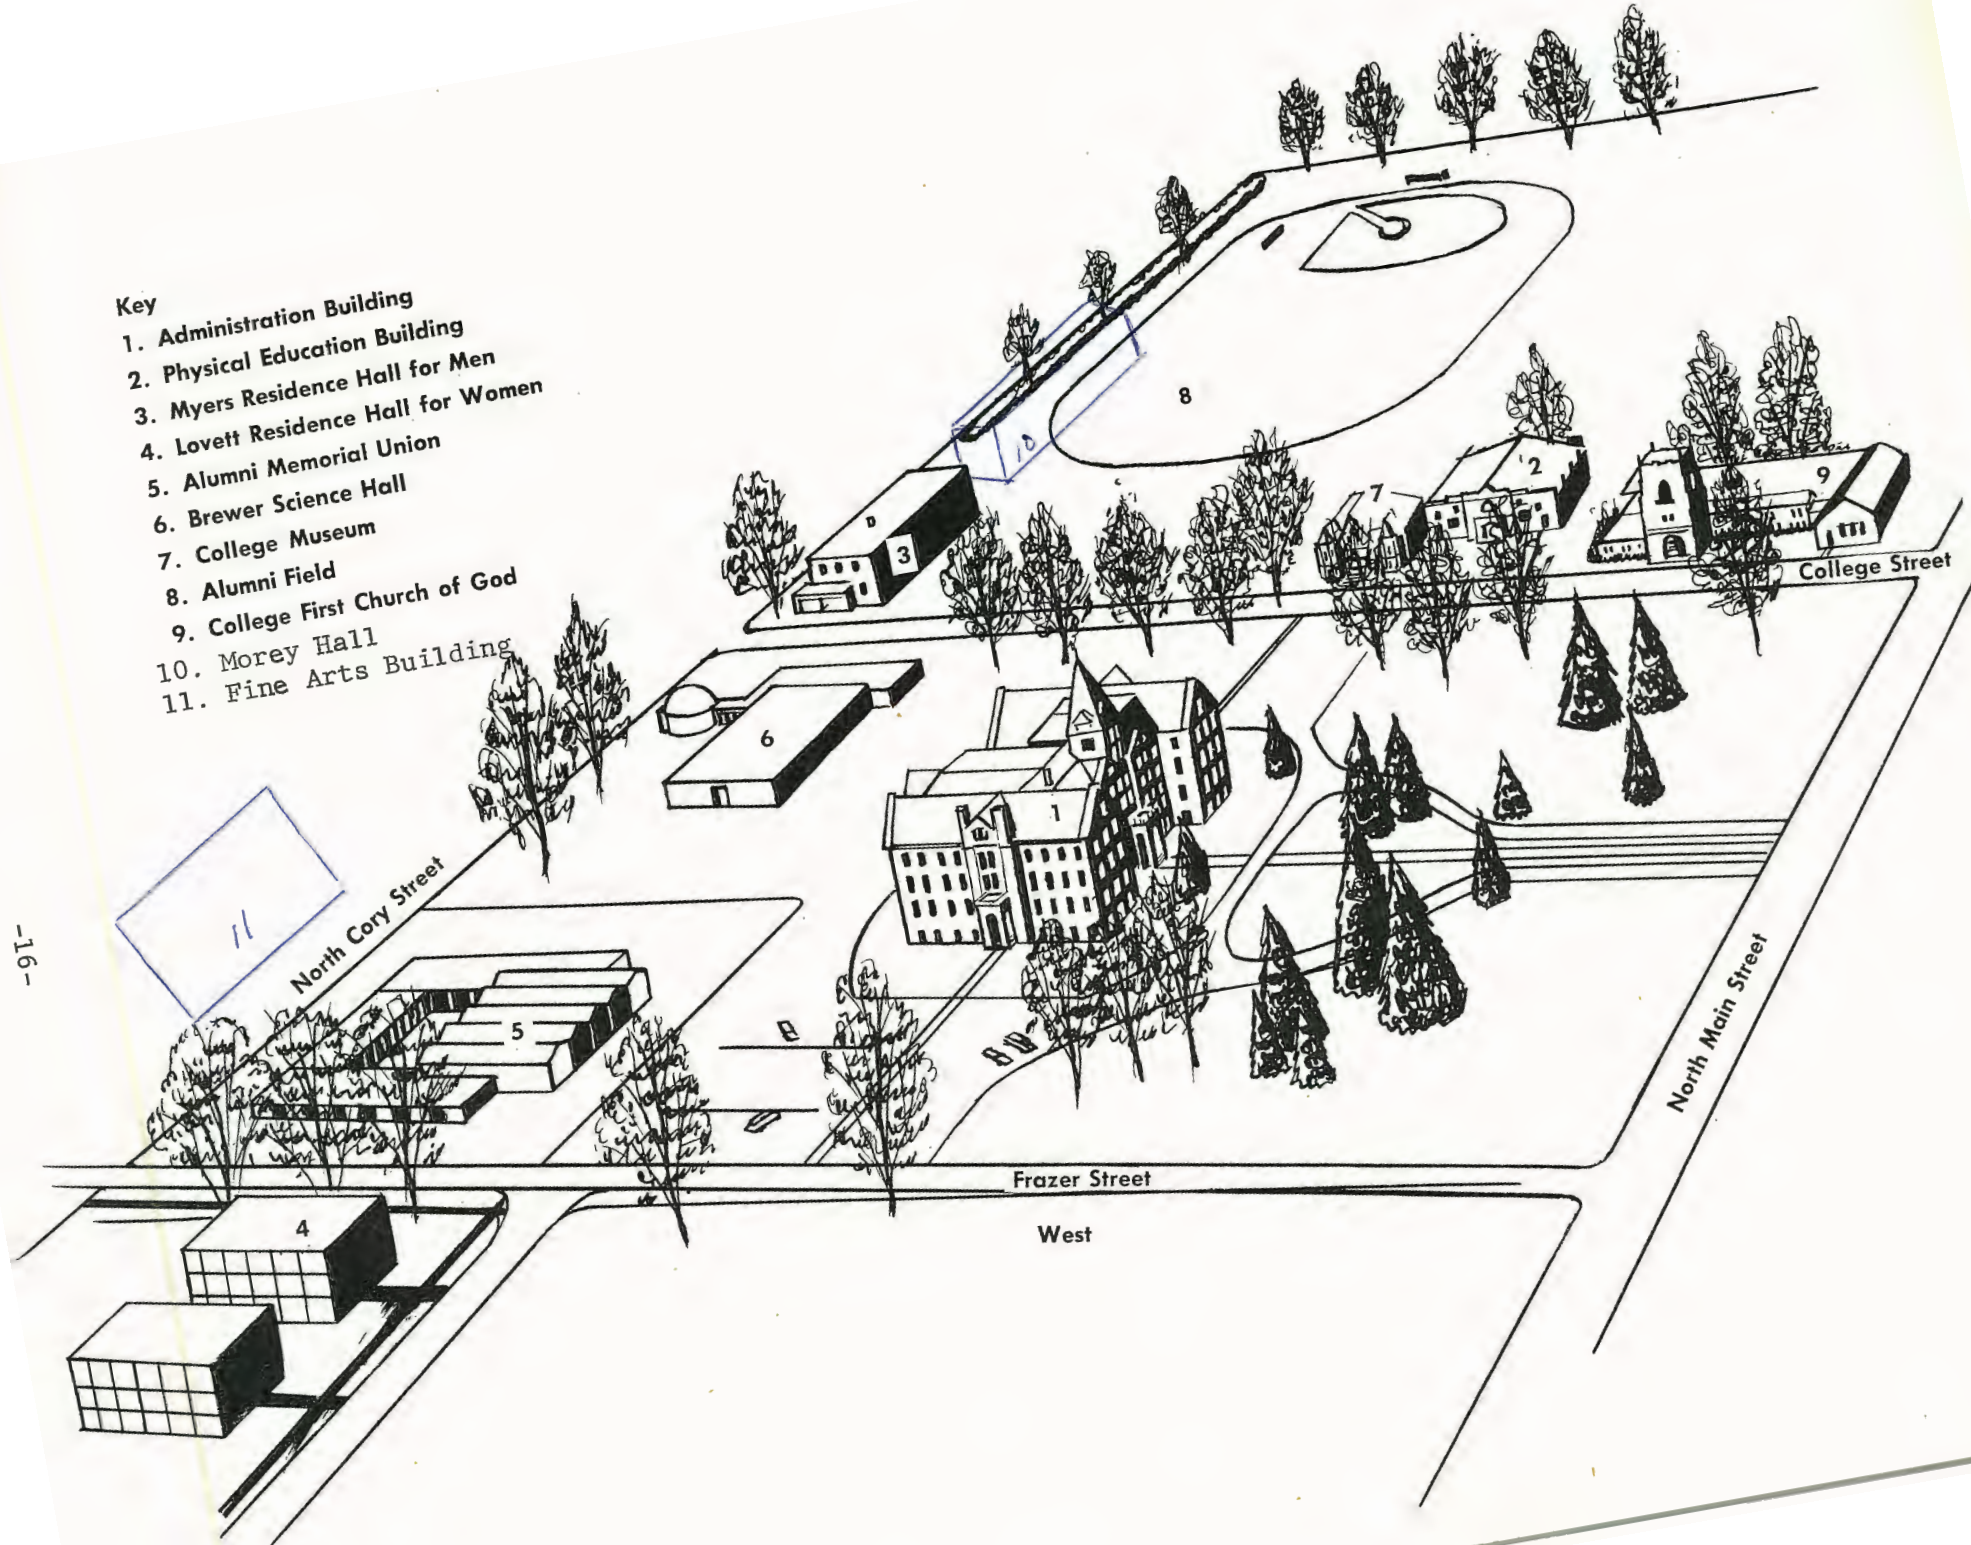 Key
1. Administration Building
2. Physical Education Building
3. Myers Residence Hall for Men
4. Lovett Residence Hall for Women
5. Alumni Memorial Union
6. Brewer Science Hall
7. College Museum
8. Alumni Field
9. College First Church of God
10. Morey Hall
11. Fine Arts Building
10
8
2
9
7
3
College Street
6
1
11
North Cory Street
5
North Main Street
-16-
Frazer Street
4
West